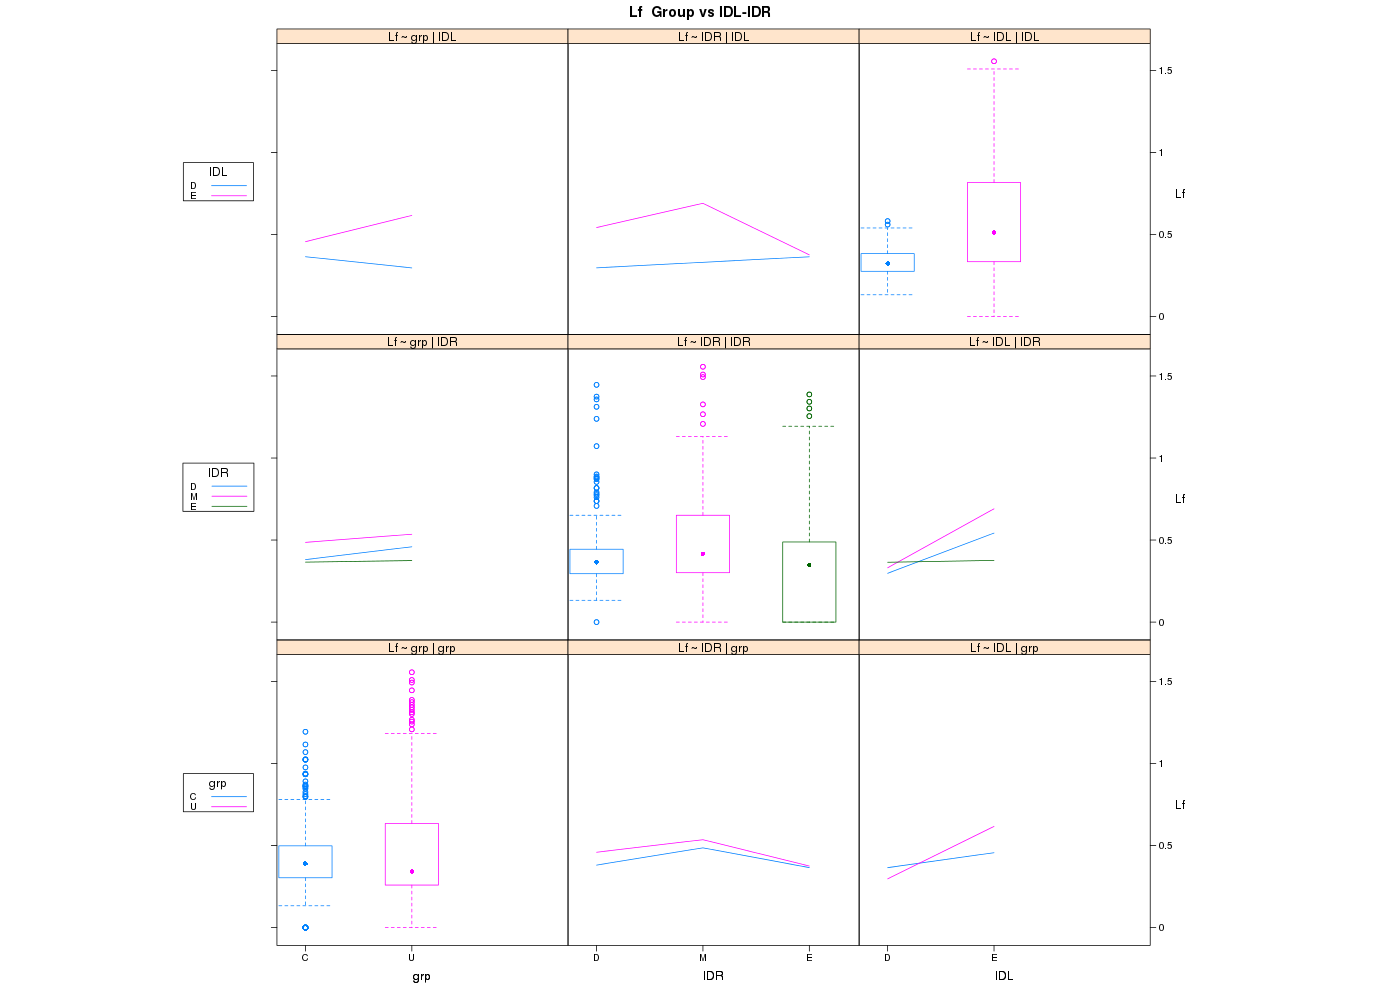 Lf  Group vs IDL-IDR
Lf ~ grp | IDL
Lf ~ IDR | IDL
Lf ~ IDL | IDL
IDL
D
E
1.5
1
0.5
0
Lf
Lf ~ grp | IDR
Lf ~ IDR | IDR
Lf ~ IDL | IDR
IDR
D
M
E
1.5
1
0.5
0
Lf
Lf ~ grp | grp
Lf ~ IDR | grp
Lf ~ IDL | grp
grp
C
U
1.5
1
0.5
0
Lf
C U D M E D E
grp IDR IDL